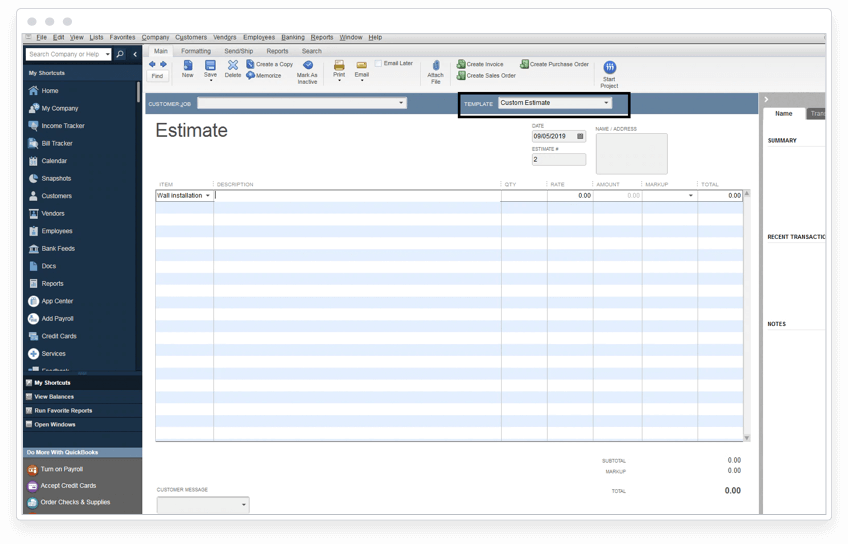 File Edit View Lists Favorites Company Customers Vendors Employees Banking Reports Window Help
Search Company or Help
My Shortcuts
Home
My Company
Income Tracker
Bill Tracker
Calendar
Snapshots
Customers
Vendors
Employees
Bank Feeds
Docs
Reports
App Center
Add Payroll
Credit Cards
Services
My Shortcuts
View Balances
Run Favorite Reports
Open Windows
Do More With QuickBooks
Turn on Payroll
Accept Credit Cards
Order Checks & Supplies
Main Formatting Send/Ship Reports Search
Find
New
Save
Delete
Create a Copy
Memorize
Mark As
Inactive
Print
Email
Email Later
Attach
File
Create Invoice
Create Sales Order
Create Purchase Order
Start
Project
CUSTOMER:JOB
TEMPLATE Custom Estimate
Estimate
DATE
09/05/2019
ESTIMATE #
2
NAME / ADDRESS
ITEM DESCRIPTION QTY RATE AMOUNT MARKUP TOTAL
Wall installation 0.00 0.00 0.00
SUBTOTAL 0.00
MARKUP 0.00
TOTAL 0.00
CUSTOMER MESSAGE
Name Tran
SUMMARY
RECENT TRANSACTIO
NOTES